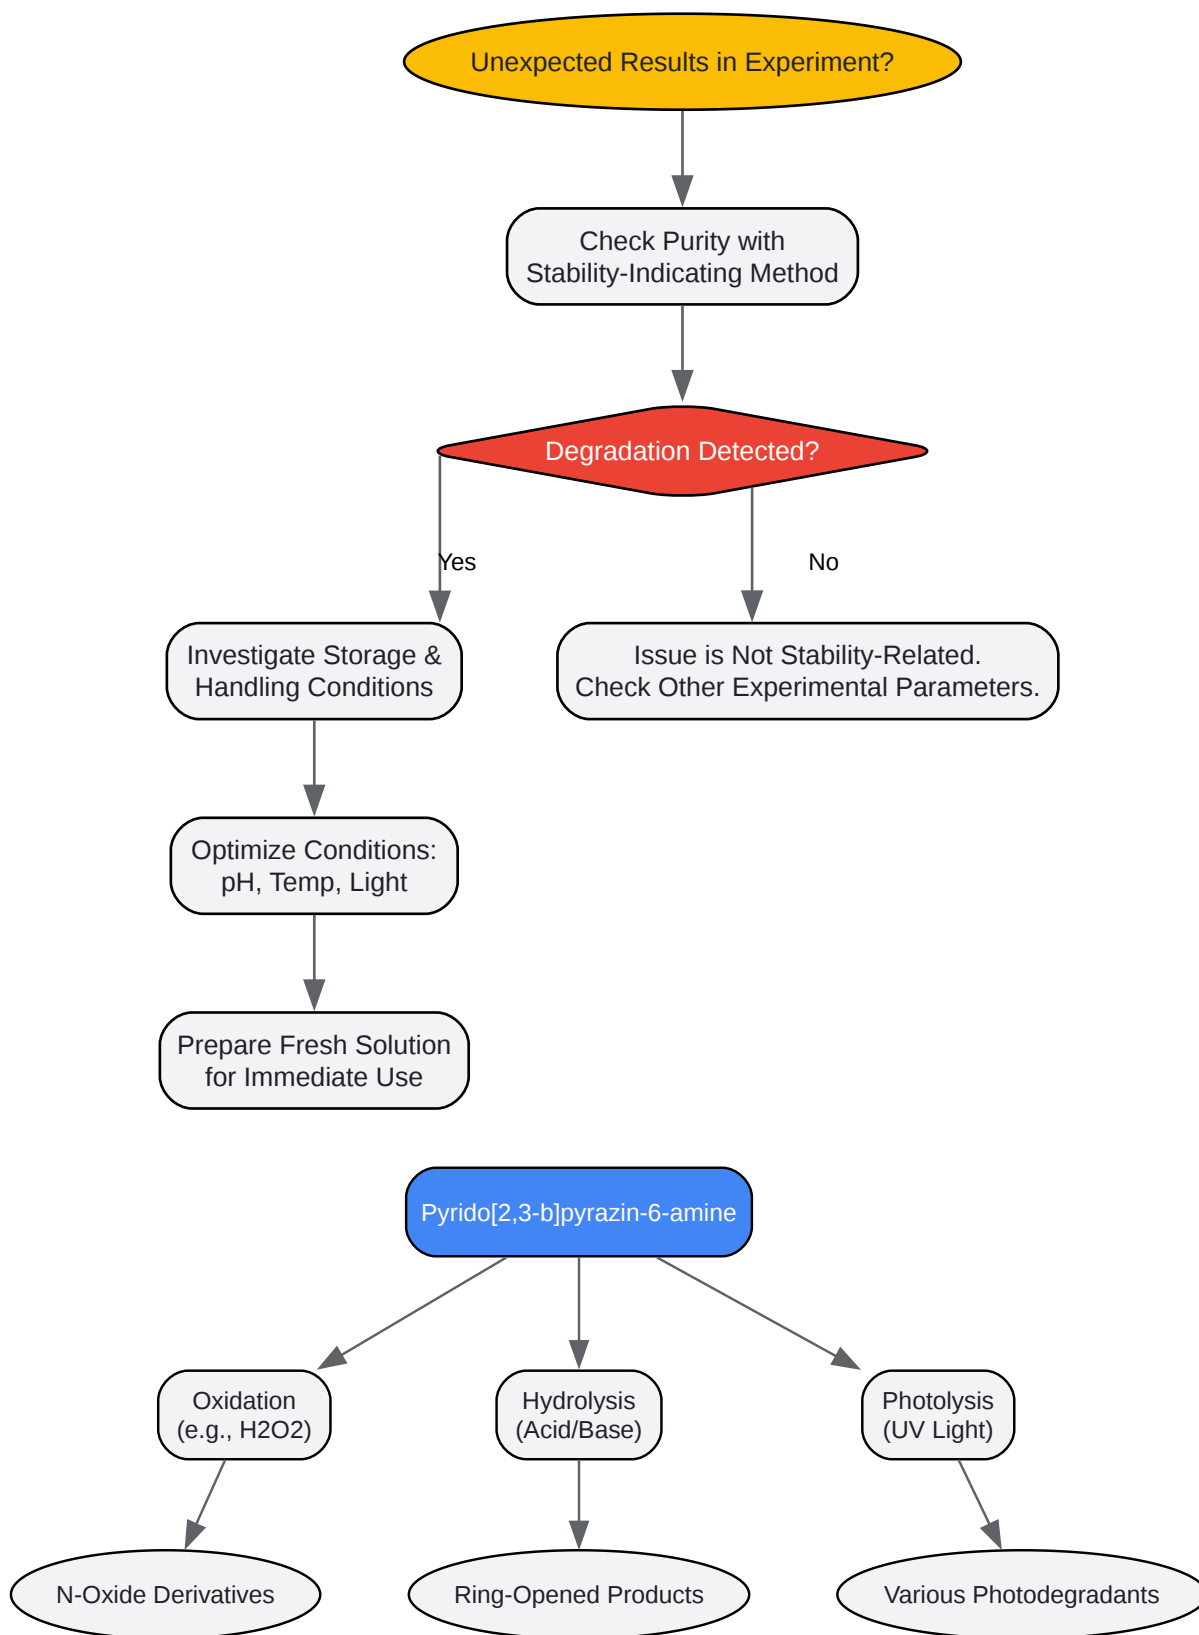 Unexpected Results in Experiment?
Check Purity with
Stability-Indicating Method
Degradation Detected?
Yes
No
Investigate Storage &
Handling Conditions
Issue is Not Stability-Related.
Check Other Experimental Parameters.
Optimize Conditions:
pH, Temp, Light
Prepare Fresh Solution
for Immediate Use
Pyrido[2,3-b]pyrazin-6-amine
Oxidation
(e.g., H2O2)
Hydrolysis
(Acid/Base)
Photolysis
(UV Light)
N-Oxide Derivatives
Ring-Opened Products
Various Photodegradants